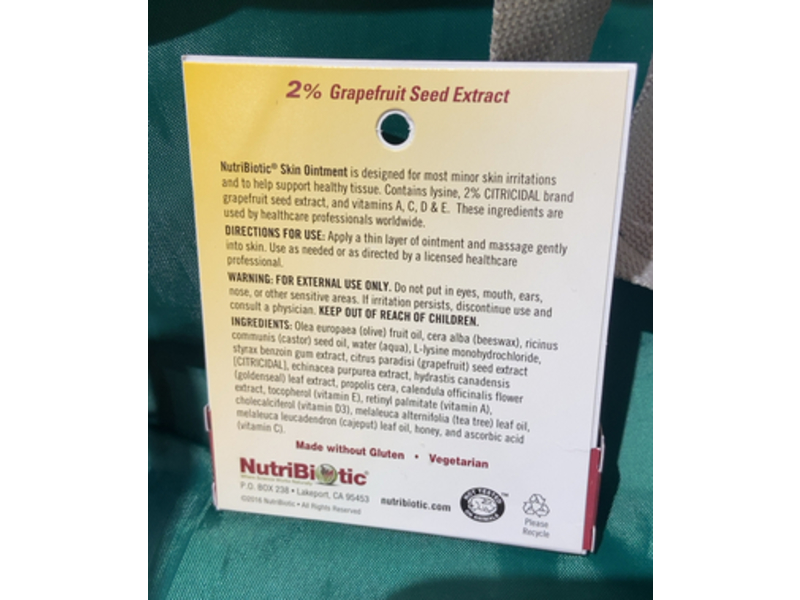 2% Grapefruit Seed Extract
NutriBiotic® Skin Ointment is designed for most minor skin irritations
and to help support healthy tissue. Contains lysine, 2% CITRICIDAL brand
grapefruit seed extract, and vitamins A, C, D & E. These ingredients are
used by healthcare professionals worldwide.
DIRECTIONS FOR USE: Apply a thin layer of ointment and massage gently
into skin. Use as needed or as directed by a licensed healthcare
professional.
WARNING: FOR EXTERNAL USE ONLY. Do not put in eyes, mouth, ears,
nose, or other sensitive areas. If irritation persists, discontinue use and
consult a physician. KEEP OUT OF REACH OF CHILDREN.
INGREDIENTS: Olea europaea (olive) fruit oil, cera alba (beeswax), ricinus
communis (castor) seed oil, water (aqua), L-lysine monohydrochloride,
styrax benzoin gum extract, citrus paradisi (grapefruit) seed extract
[CITRICIDAL], echinacea purpurea extract, hydrastis canadensis
(goldenseal) leaf extract, propolis cera, calendula officinalis flower
extract, tocopherol (vitamin E), retinyl palmitate (vitamin A),
cholecalciferol (vitamin D3), melaleuca alternifolia (tea tree) leaf oil,
melaleuca leucadendron (cajeput) leaf oil, honey, and ascorbic acid
(vitamin C).
Made without Gluten • Vegetarian
NutriBiotic®
P.O. BOX 238 • Lakeport, CA 95453
©2016 NutriBiotic • All Rights Reserved
nutribiotic.com
NOT TESTED
ON ANIMALS
TM
Please
Recycle